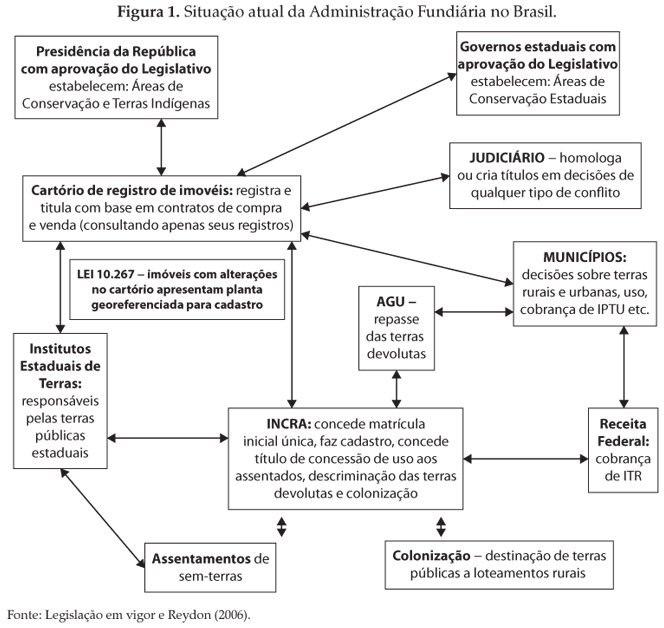 Figura 1. Situação atual da Administração Fundiária no Brasil.
Presidência da República
com aprovação do Legislativo
estabelecem: Áreas de
Conservação e Terras Indígenas
Governos estaduais com
aprovação do Legislativo
estabelecem: Áreas de
Conservação Estaduais
JUDICIÁRIO – homologa
ou cria títulos em decisões de
qualquer tipo de conflito
Cartório de registro de imovéis: registra e
titula com base em contratos de compra
e venda (consultando apenas seus registros)
LEI 10.267 – imóveis com alterações
no cartório apresentam planta
georeferenciada para cadastro
MUNICÍPIOS:
decisões sobre terras
rurais e urbanas, uso,
cobrança de IPTU etc.
AGU –
repasse
das terras
devolutas
Institutos
Estaduais de
Terras:
responsáveis
pelas terras
públicas
estaduais
INCRA: concede matrícula
inicial única, faz cadastro, concede
título de concessão de uso aos
assentados, descriminação das terras
devolutas e colonização
Receita
Federal:
cobrança
de ITR
Assentamentos de
sem-terras
Colonização – destinação de terras
públicas a loteamentos rurais
Fonte: Legislação em vigor e Reydon (2006).